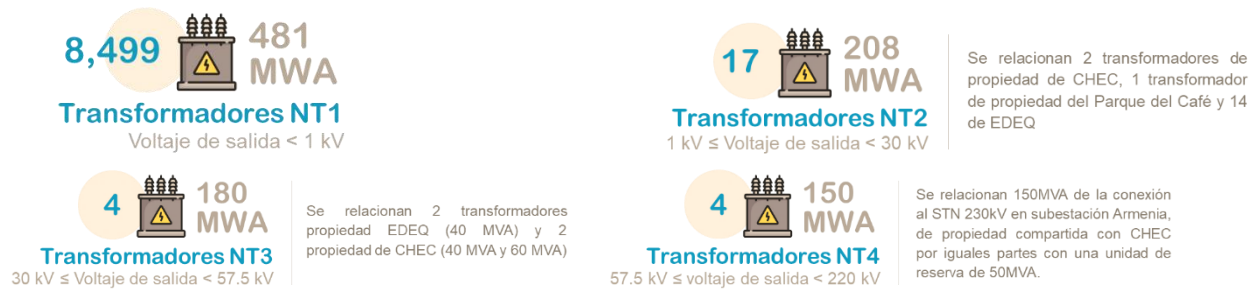 8,499
481
MWA
Transformadores NT1
Voltaje de salida < 1 kV
17
208
MWA
Transformadores NT2
1 kV ≤ Voltaje de salida < 30 kV
Se relacionan 2 transformadores de
propiedad de CHEC, 1 transformador
de propiedad del Parque del Café y 14
de EDEQ
4
180
MWA
Transformadores NT3
30 kV ≤ Voltaje de salida < 57.5 kV
Se relacionan 2 transformadores
propiedad EDEQ (40 MVA) y 2
propiedad de CHEC (40 MVA y 60 MVA)
4
150
MWA
Transformadores NT4
57.5 kV ≤ voltaje de salida < 220 kV
Se relacionan 150MVA de la conexión
al STN 230kV en subestación Armenia,
de propiedad compartida con CHEC
por iguales partes con una unidad de
reserva de 50MVA.